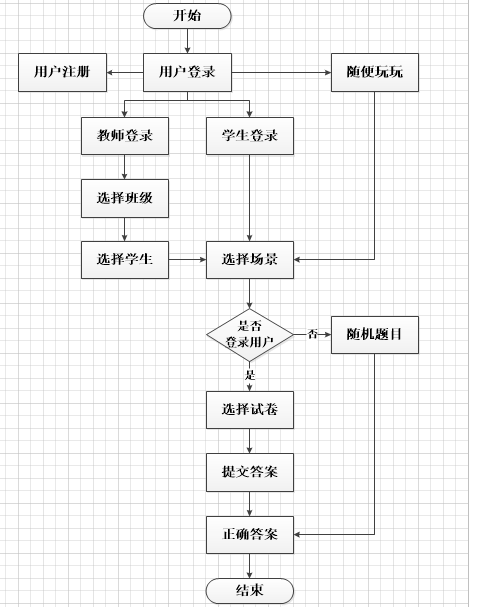 开始
用户注册
用户登录
随便玩玩
教师登录
学生登录
选择班级
选择学生
选择场景
是否
登录用户
否
随机题目
是
选择试卷
提文答案
正确答案
结束